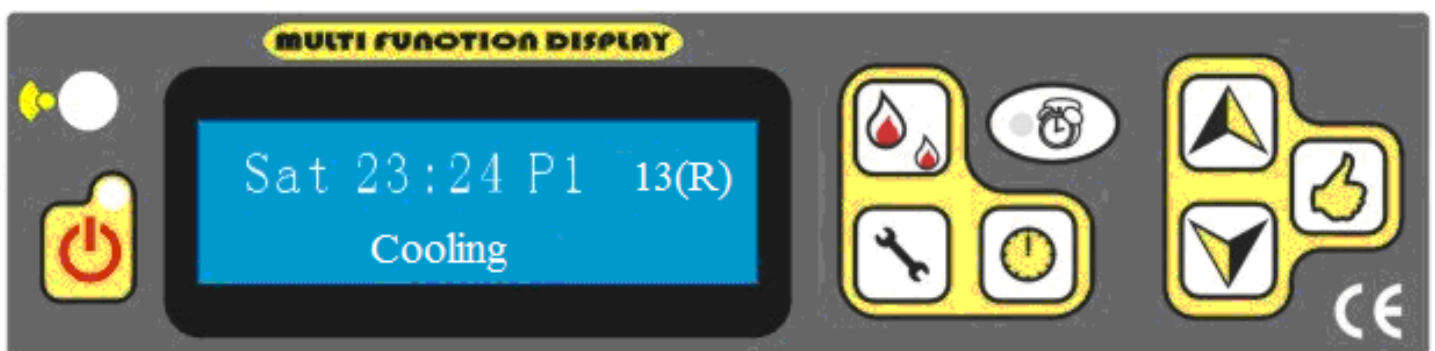 MULTI FUNOTION DISPLAY
Sat 23:24 P1 13(R)
Cooling
CE